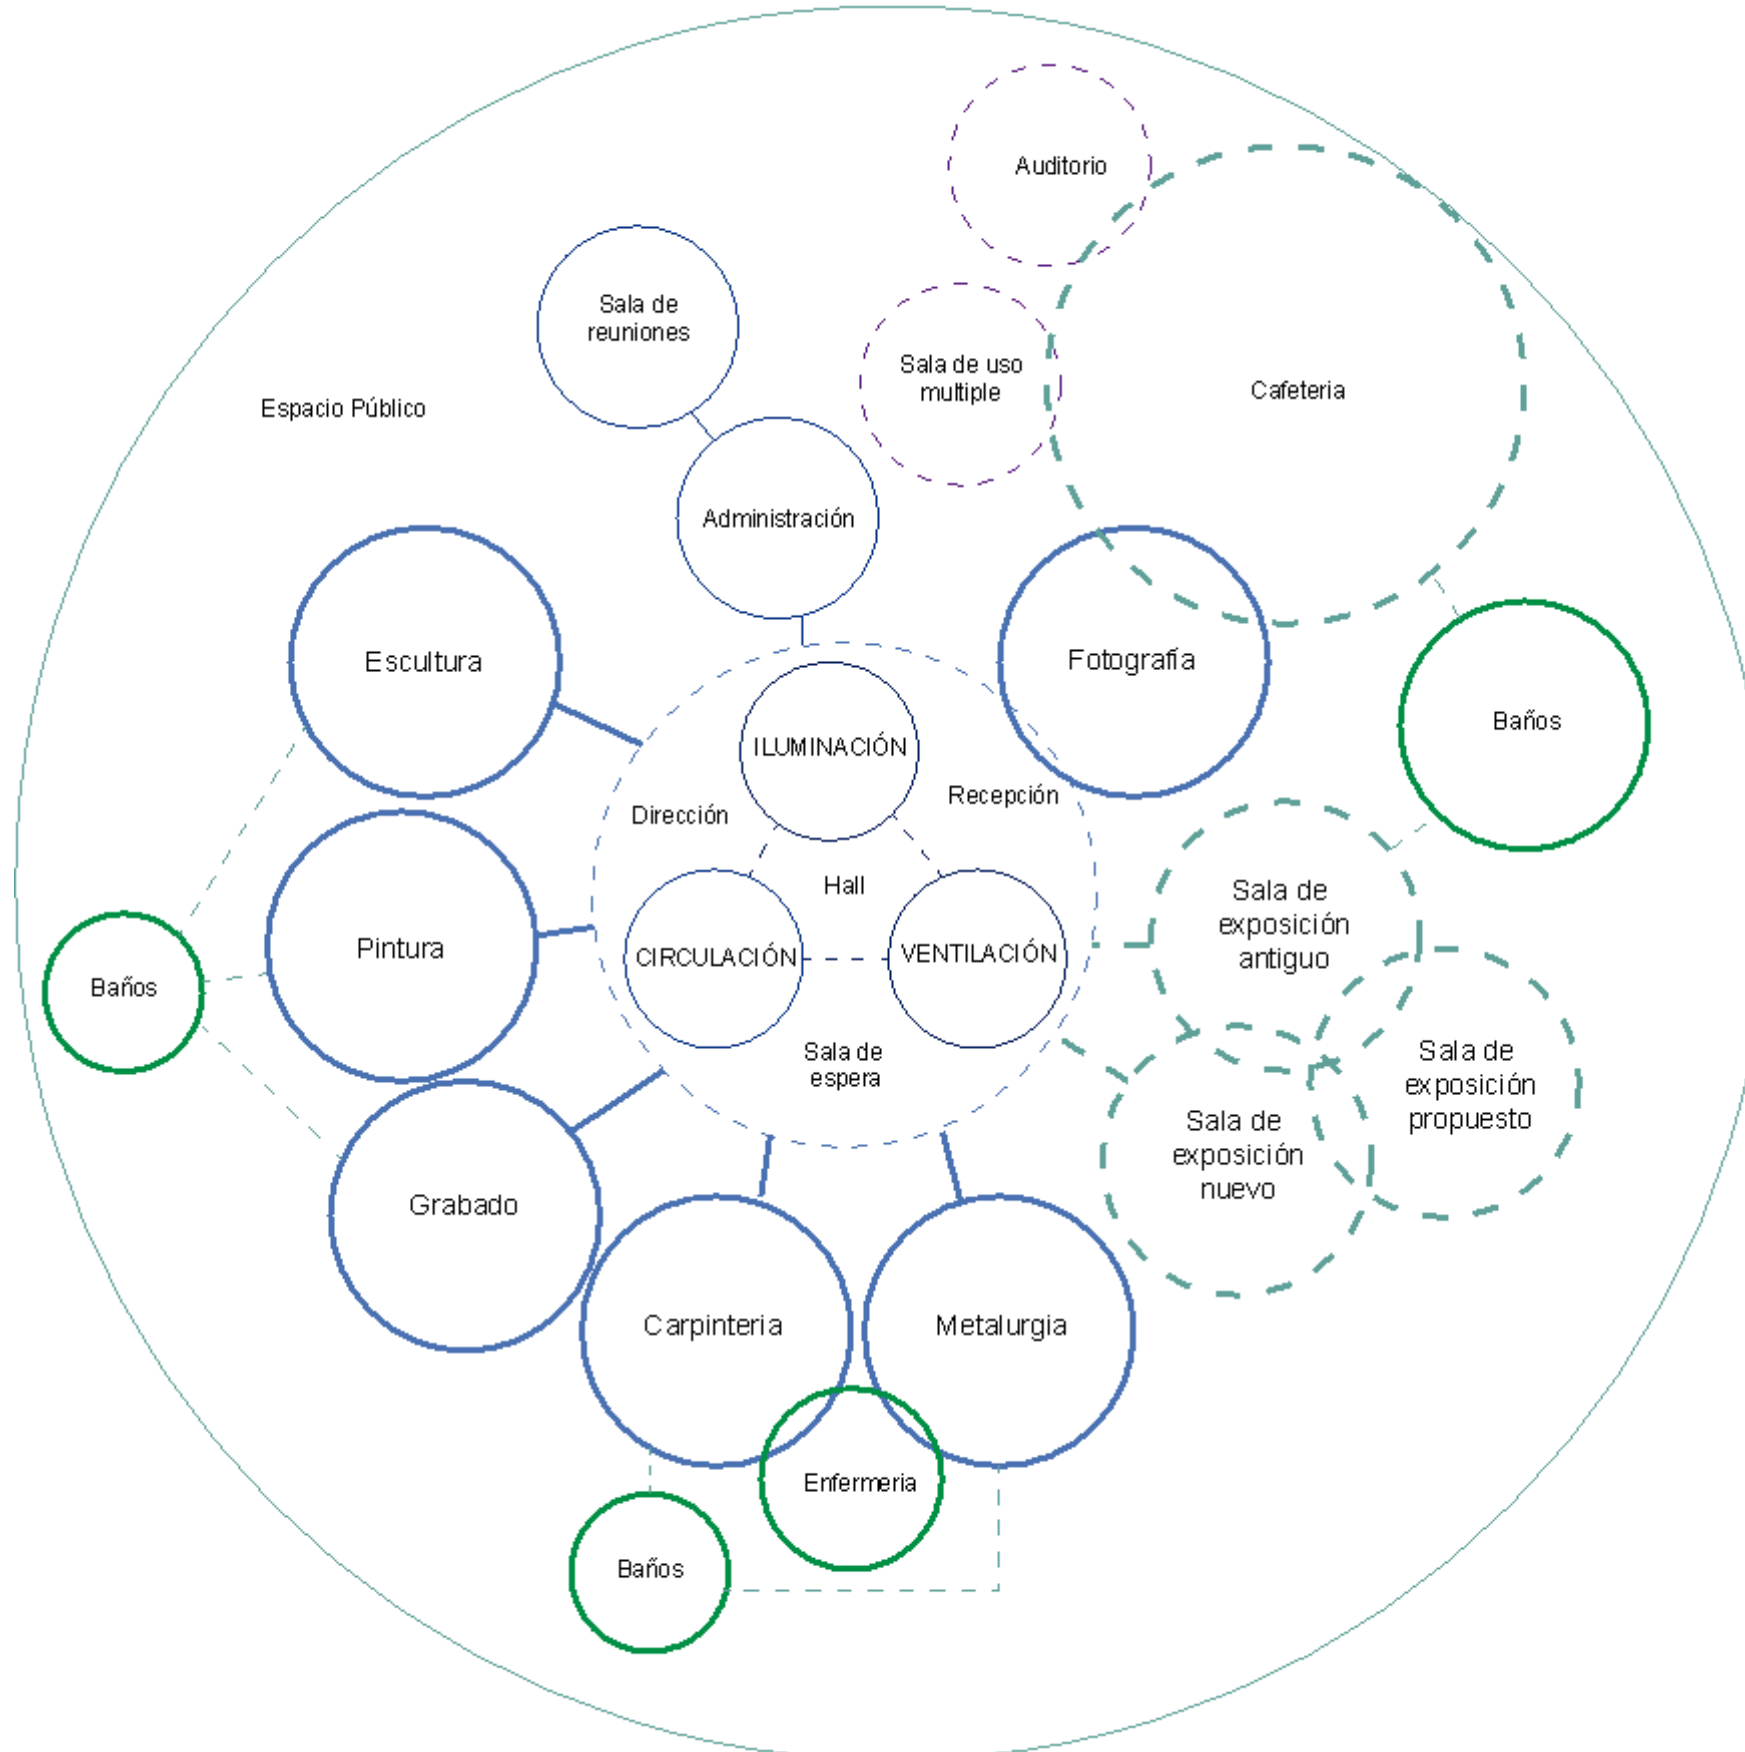 Auditorio
Sala de
reuniones
Sala de uso
multiple
Cafeteria
Espacio Público
Administración
Escultura
Fotografía
Baños
ILUMINACIÓN
Recepción
Dirección
Hall
Sala de
exposición
antiguo
Pintura
CIRCULACIÓN
VENTILACIÓN
Baños
Sala de
espera
Sala de
exposición
propuesto
Sala de
exposición
nuevo
Grabado
Carpinteria
Metalurgia
Enfermeria
Baños